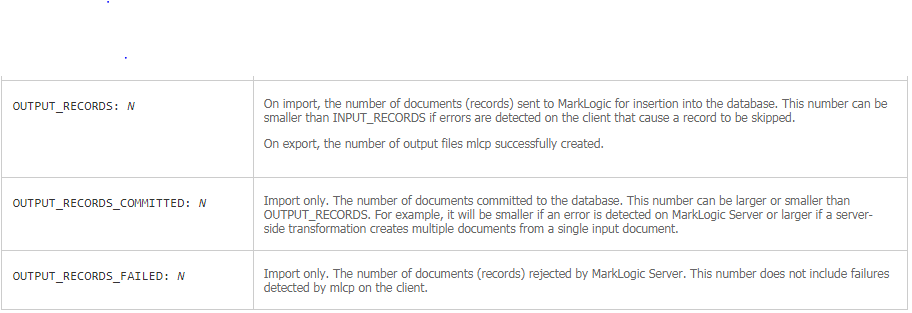 OUTPUT_RECORDS: N
On import, the number of documents (records) sent to MarkLogic for insertion into the database. This number can be
smaller than INPUT_RECORDS if errors are detected on the client that cause a record to be skipped.
On export, the number of output files mlcp successfully created.
OUTPUT_RECORDS_COMMITTED: N
Import only. The number of documents committed to the database. This number can be larger or smaller than
OUTPUT_RECORDS. For example, it will be smaller if an error is detected on MarkLogic Server or larger if a server-
side transformation creates multiple documents from a single input document.
OUTPUT_RECORDS_FAILED: N
Import only. The number of documents (records) rejected by MarkLogic Server. This number does not include failures
detected by mlcp on the client.